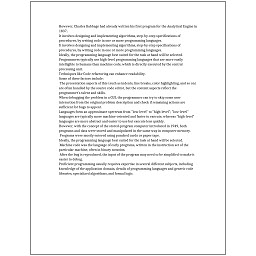 However, Charles Babbage had already written his first program for the Analytical Engine in
1837.
It involves designing and implementing algorithms, step-by-step specifications of
procedures, by writing code in one or more programming languages.
It involves designing and implementing algorithms, step-by-step specifications of
procedures, by writing code in one or more programming languages.
Ideally, the programming language best suited for the task at hand will be selected.
Programmers typically use high-level programming languages that are more easily
intelligible to humans than machine code, which is directly executed by the central
processing unit.
Techniques like Code refactoring can enhance readability.
Some of these factors include:
The presentation aspects of this (such as indents, line breaks, color highlighting, and so on)
are often handled by the source code editor, but the content aspects reflect the
programmer's talent and skills.
When debugging the problem in a GUI, the programmer can try to skip some user
interaction from the original problem description and check if remaining actions are
sufficient for bugs to appear.
Languages form an approximate spectrum from "low-level" to "high-level"; "low-level"
languages are typically more machine-oriented and faster to execute, whereas "high-level"
languages are more abstract and easier to use but execute less quickly.
However, with the concept of the stored-program computer introduced in 1949, both
programs and data were stored and manipulated in the same way in computer memory.
Programs were mostly entered using punched cards or paper tape.
Ideally, the programming language best suited for the task at hand will be selected.
Machine code was the language of early programs, written in the instruction set of the
particular machine, often in binary notation.
After the bug is reproduced, the input of the program may need to be simplified to make it
easier to debug.
Proficient programming usually requires expertise in several different subjects, including
knowledge of the application domain, details of programming languages and generic code
libraries, specialized algorithms, and formal logic.